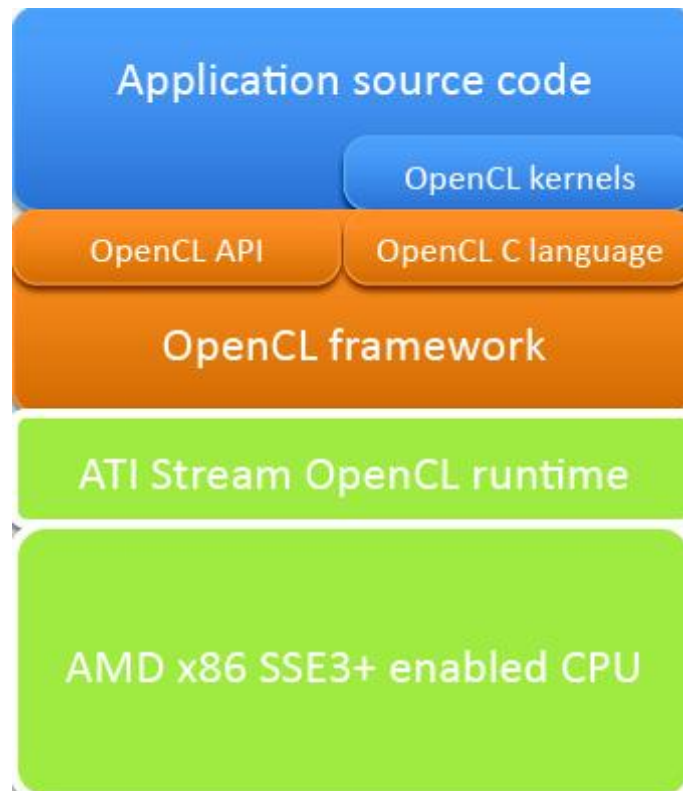 Application source code
OpenCL kernels
OpenCL API
OpenCL C language
OpenCL framework
ATI Stream OpenCL runtime
AMD x86 SSE3+ enabled CPU